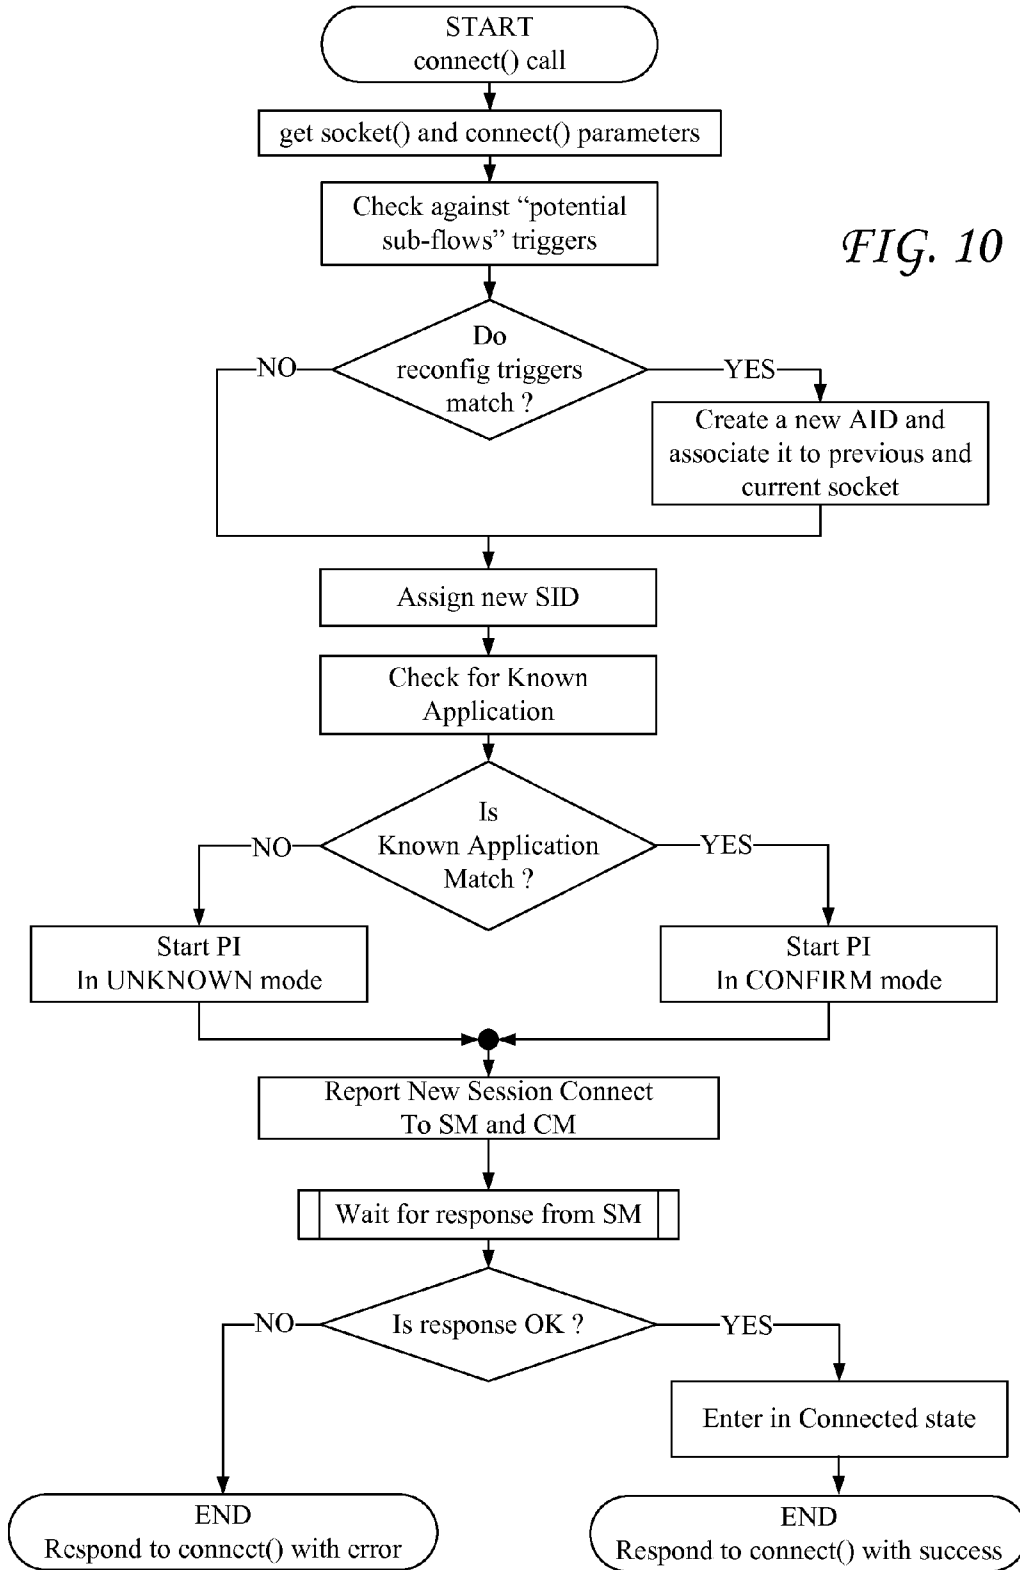 START
connect() call
get socket() and connect() parameters
Check against “potential
sub-flows” triggers
FIG. 10
Do
reconfig triggers
match ?
NO
YES
Create a new AID and
associate it to previous and
current socket
Assign new SID
Check for Known
Application
Is
Known Application
Match ?
NO
YES
Start PI
In UNKNOWN mode
Start PI
In CONFIRM mode
Report New Session Connect
To SM and CM
Wait for response from SM
Is response OK ?
NO
YES
Enter in Connected state
END
Respond to connect() with error
END
Respond to connect() with success